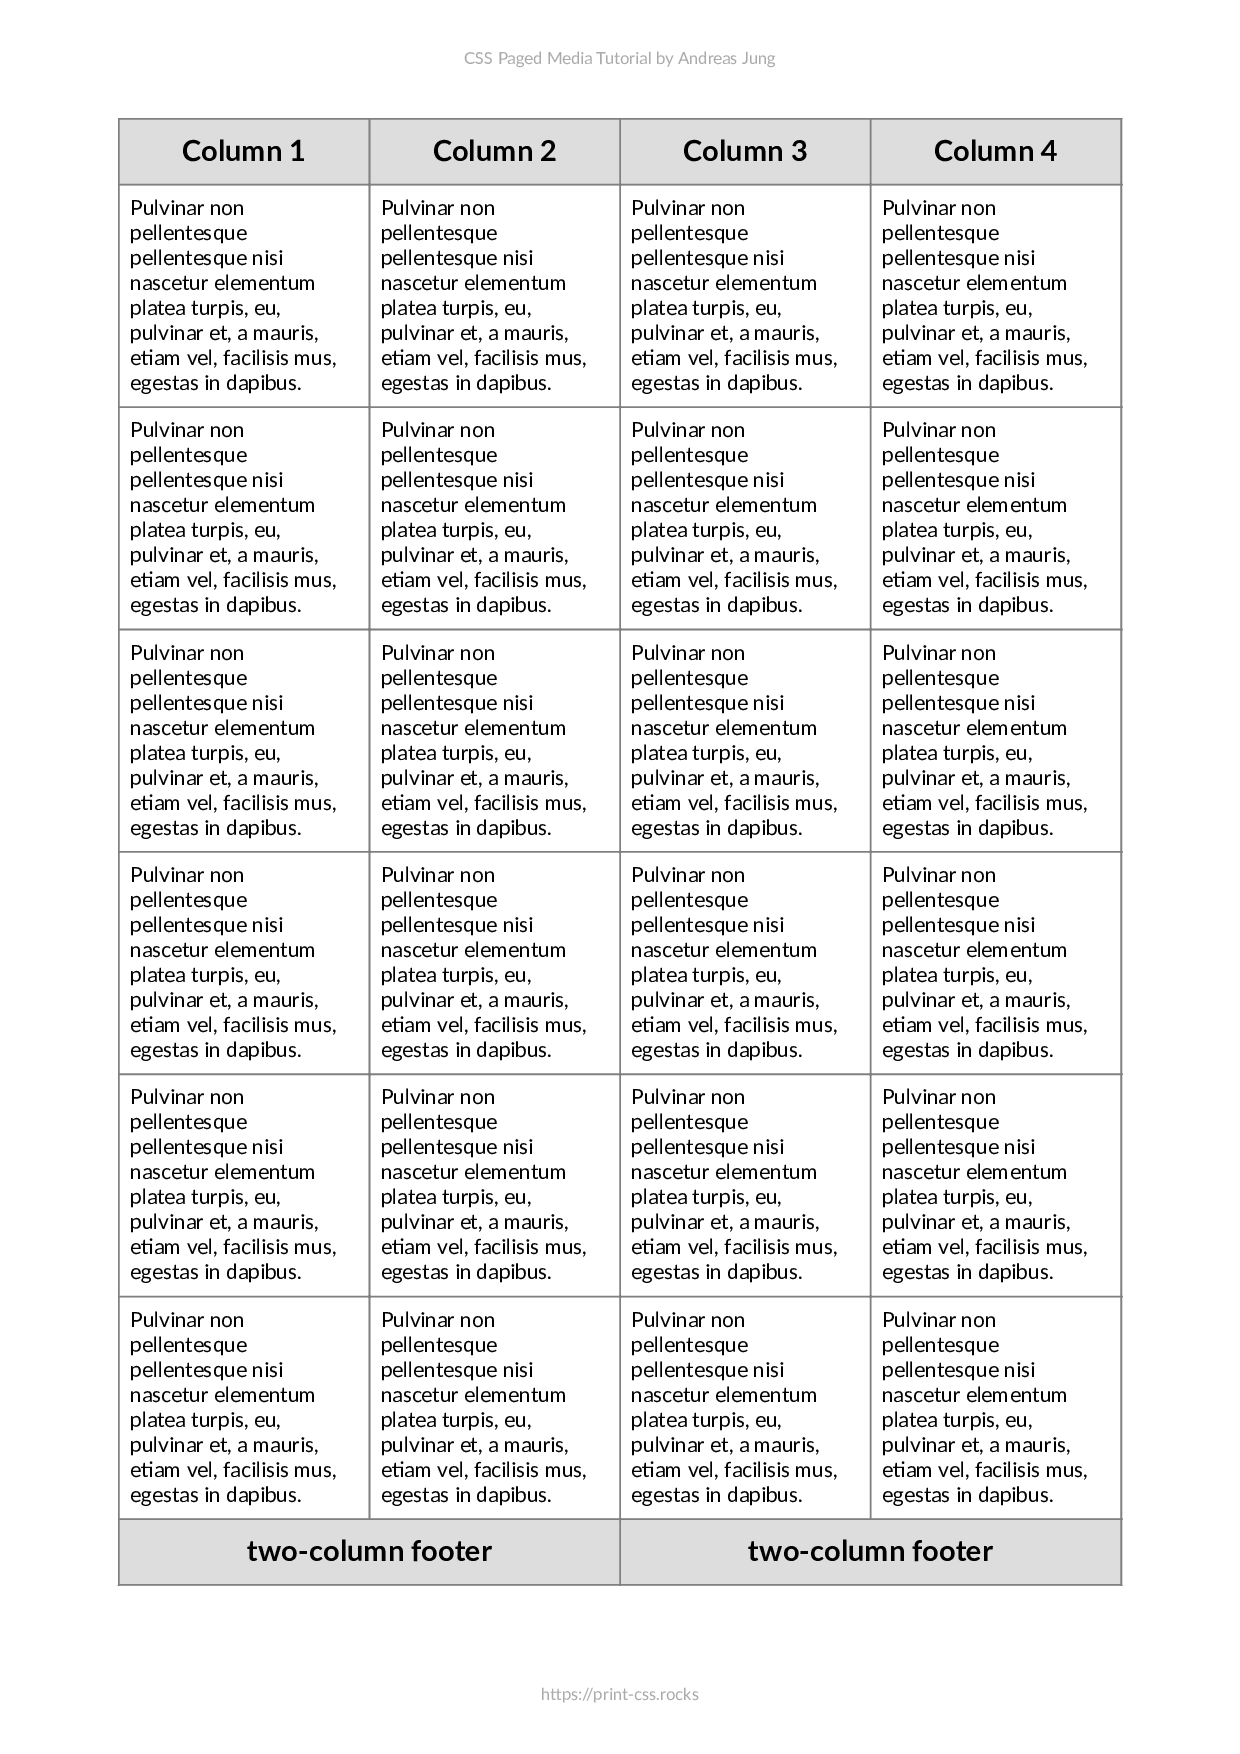 CSS Paged Media Tutorial by Andreas Jung
Column 1 Column 2 Column 3 Column 4
Pulvinar non Pulvinar non Pulvinar non Pulvinar non
pellentesque pellentesque pellentesque pellentesque
pellentesque nisi pellentesque nisi pellentesque nisi pellentesque nisi
nascetur elementum nascetur elementum nascetur elementum nascetur elementum
platea turpis, eu, platea turpis, eu, platea turpis, eu, platea turpis, eu,
pulvinar et, a mauris, pulvinar et, a mauris, pulvinar et, a mauris, pulvinar et, a mauris,
etiam vel, facilisis mus, etiam vel, facilisis mus, etiam vel, facilisis mus, etiam vel, facilisis mus,
egestas in dapibus. egestas in dapibus. egestas in dapibus. egestas in dapibus.
Pulvinar non Pulvinar non Pulvinar non Pulvinar non
pellentesque pellentesque pellentesque pellentesque
pellentesque nisi pellentesque nisi pellentesque nisi pellentesque nisi
nascetur elementum nascetur elementum nascetur elementum nascetur elementum
platea turpis, eu, platea turpis, eu, platea turpis, eu, platea turpis, eu,
pulvinar et, a mauris, pulvinar et, a mauris, pulvinar et, a mauris, pulvinar et, a mauris,
etiam vel, facilisis mus, etiam vel, facilisis mus, etiam vel, facilisis mus, etiam vel, facilisis mus,
egestas in dapibus. egestas in dapibus. egestas in dapibus. egestas in dapibus.
Pulvinar non Pulvinar non Pulvinar non Pulvinar non
pellentesque pellentesque pellentesque pellentesque
pellentesque nisi pellentesque nisi pellentesque nisi pellentesque nisi
nascetur elementum nascetur elementum nascetur elementum nascetur elementum
platea turpis, eu, platea turpis, eu, platea turpis, eu, platea turpis, eu,
pulvinar et, a mauris, pulvinar et, a mauris, pulvinar et, a mauris, pulvinar et, a mauris,
etiam vel, facilisis mus, etiam vel, facilisis mus, etiam vel, facilisis mus, etiam vel, facilisis mus,
egestas in dapibus. egestas in dapibus. egestas in dapibus. egestas in dapibus.
Pulvinar non Pulvinar non Pulvinar non Pulvinar non
pellentesque pellentesque pellentesque pellentesque
pellentesque nisi pellentesque nisi pellentesque nisi pellentesque nisi
nascetur elementum nascetur elementum nascetur elementum nascetur elementum
platea turpis, eu, platea turpis, eu, platea turpis, eu, platea turpis, eu,
pulvinar et, a mauris, pulvinar et, a mauris, pulvinar et, a mauris, pulvinar et, a mauris,
etiam vel, facilisis mus, etiam vel, facilisis mus, etiam vel, facilisis mus, etiam vel, facilisis mus,
egestas in dapibus. egestas in dapibus. egestas in dapibus. egestas in dapibus.
Pulvinar non Pulvinar non Pulvinar non Pulvinar non
pellentesque pellentesque pellentesque pellentesque
pellentesque nisi pellentesque nisi pellentesque nisi pellentesque nisi
nascetur elementum nascetur elementum nascetur elementum nascetur elementum
platea turpis, eu, platea turpis, eu, platea turpis, eu, platea turpis, eu,
pulvinar et, a mauris, pulvinar et, a mauris, pulvinar et, a mauris, pulvinar et, a mauris,
etiam vel, facilisis mus, etiam vel, facilisis mus, etiam vel, facilisis mus, etiam vel, facilisis mus,
egestas in dapibus. egestas in dapibus. egestas in dapibus. egestas in dapibus.
Pulvinar non Pulvinar non Pulvinar non Pulvinar non
pellentesque pellentesque pellentesque pellentesque
pellentesque nisi pellentesque nisi pellentesque nisi pellentesque nisi
nascetur elementum nascetur elementum nascetur elementum nascetur elementum
platea turpis, eu, platea turpis, eu, platea turpis, eu, platea turpis, eu,
pulvinar et, a mauris, pulvinar et, a mauris, pulvinar et, a mauris, pulvinar et, a mauris,
etiam vel, facilisis mus, etiam vel, facilisis mus, etiam vel, facilisis mus, etiam vel, facilisis mus,
egestas in dapibus. egestas in dapibus. egestas in dapibus. egestas in dapibus.
two-column footer two-column footer
https://print-css.rocks